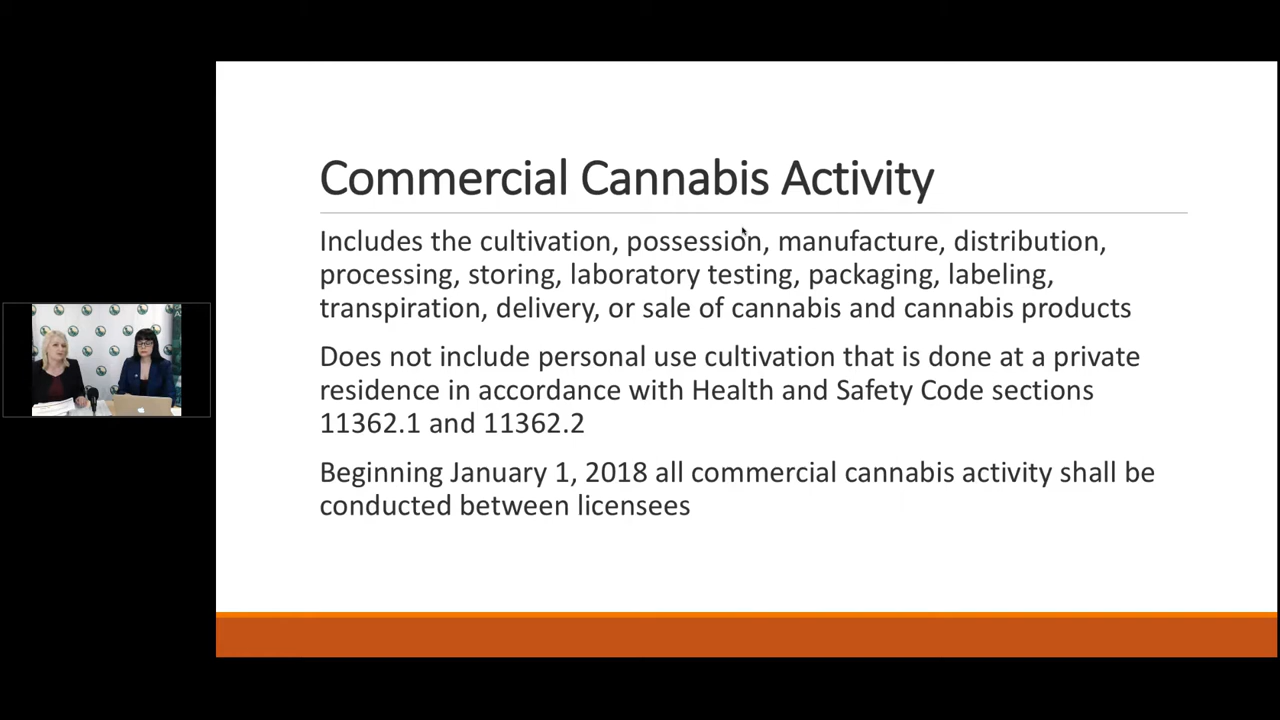 Commercial Cannabis Activity
Includes the cultivation, possession, manufacture, distribution,
processing, storing, laboratory testing, packaging, labeling,
transpiration, delivery, or sale of cannabis and cannabis products
Does not include personal use cultivation that is done at a private
residence in accordance with Health and Safety Code sections
11362.1 and 11362.2
Beginning January 1, 2018 all commercial cannabis activity shall be
conducted between licensees